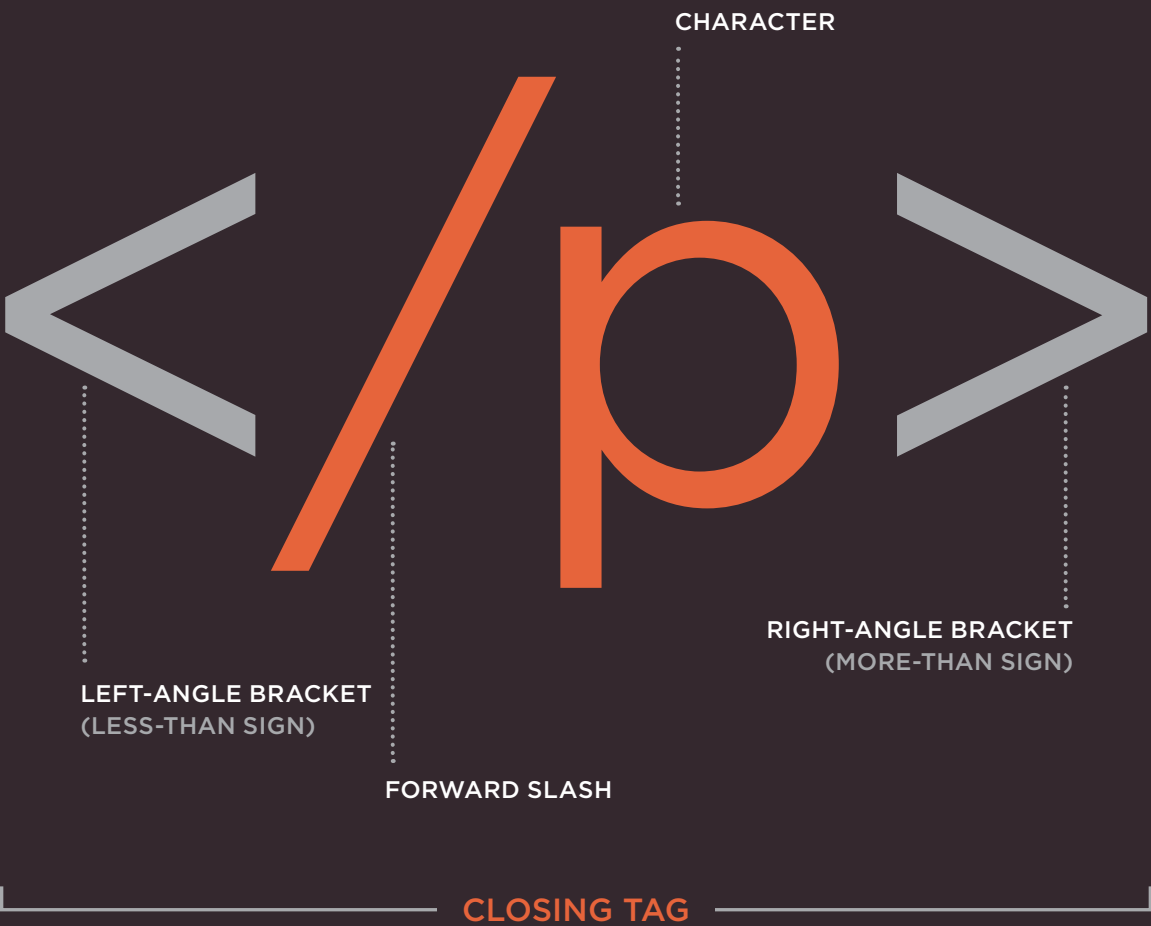 CHARACTER
</p>
RIGHT-ANGLE BRACKET
(MORE-THAN SIGN)
LEFT-ANGLE BRACKET
(LESS-THAN SIGN)
FORWARD SLASH
CLOSING TAG